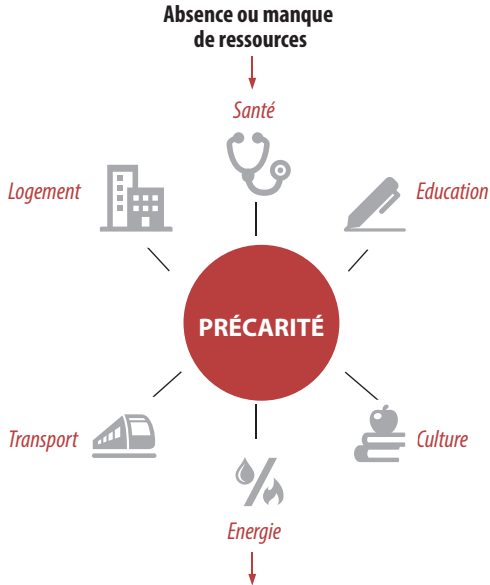 Absence ou manque
de ressources
Santé
Logement
Education
PRÉCARITÉ
Transport
Culture
Energie